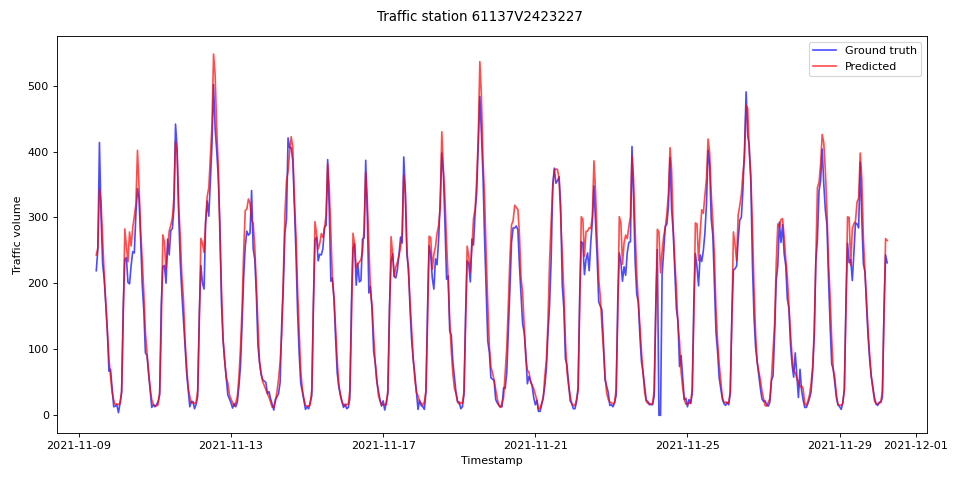 Traffic station 61137V2423227
Ground truth
Predicted
Traffic volume
500
400
300
200
100
0
2021-11-09 2021-11-13 2021-11-17 2021-11-21 2021-11-25 2021-11-29 2021-12-01
Timestamp